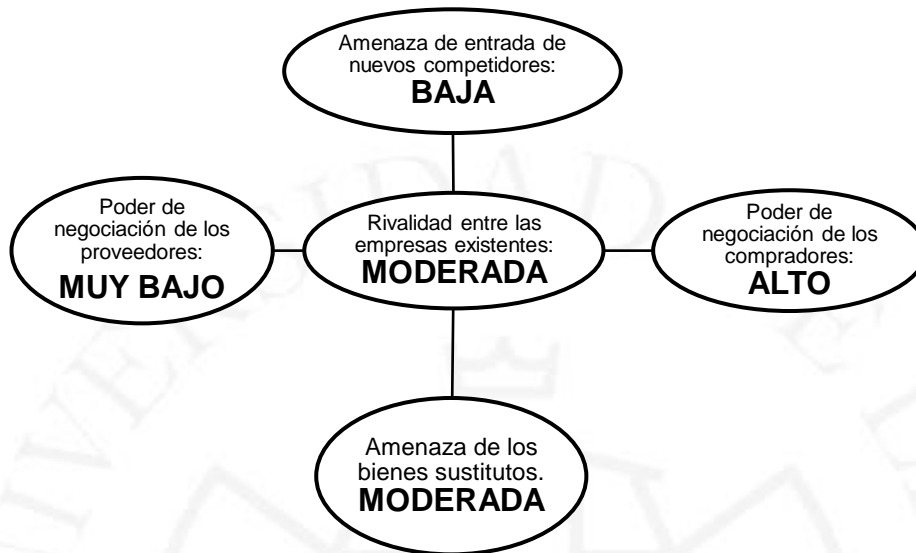 Amenaza de entrada de
nuevos competidores:
BAJA
Poder de
negociación de los
proveedores:
MUY BAJO
Rivalidad entre las
empresas existentes:
MODERADA
Poder de
negociación de los
compradores:
ALTO
Amenaza de los
bienes sustitutos.
MODERADA